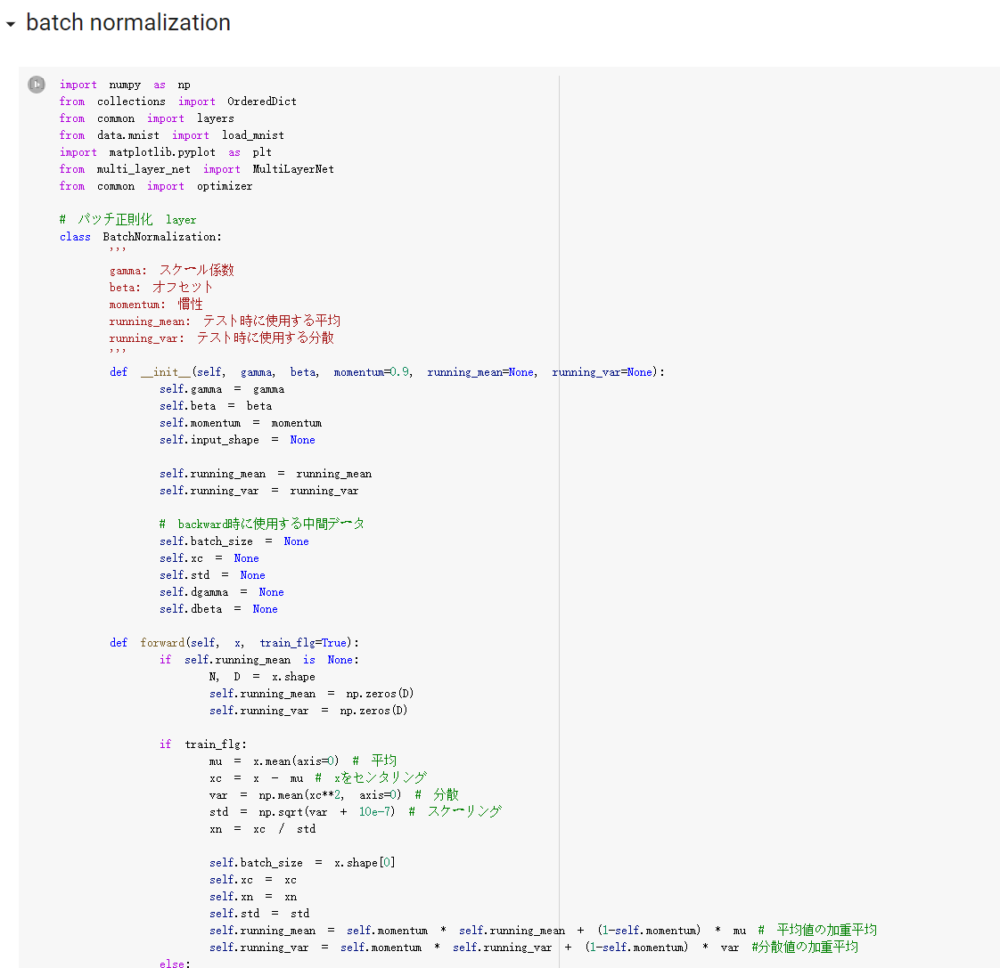 batch normalization
import numpy as np
from collections import OrderedDict
from common import layers
from data.mnist import load_mnist
import matplotlib.pyplot as plt
from multi_layer_net import MultiLayerNet
from common import optimizer
# バッチ正則化 layer
class BatchNormalization:
'''
gamma: スケール係数
beta: オフセット
momentum: 慣性
running_mean: テスト時に使用する平均
running_var: テスト時に使用する分散
'''
def __init__(self, gamma, beta, momentum=0.9, running_mean=None, running_var=None):
self.gamma = gamma
self.beta = beta
self.momentum = momentum
self.input_shape = None
self.running_mean = running_mean
self.running_var = running_var
# backward時に使用する中間データ
self.batch_size = None
self.xc = None
self.std = None
self.dgamma = None
self.dbeta = None
def forward(self, x, train_flg=True):
if self.running_mean is None:
N, D = x.shape
self.running_mean = np.zeros(D)
self.running_var = np.zeros(D)
if train_flg:
mu = x.mean(axis=0) # 平均
xc = x - mu # xをセンタリング
var = np.mean(xc**2, axis=0) # 分散
std = np.sqrt(var + 10e-7) # スケーリング
xn = xc / std
self.batch_size = x.shape[0]
self.xc = xc
self.xn = xn
self.std = std
self.running_mean = self.momentum * self.running_mean + (1-self.momentum) * mu # 平均値の加重平均
self.running_var = self.momentum * self.running_var + (1-self.momentum) * var #分散値の加重平均
else: